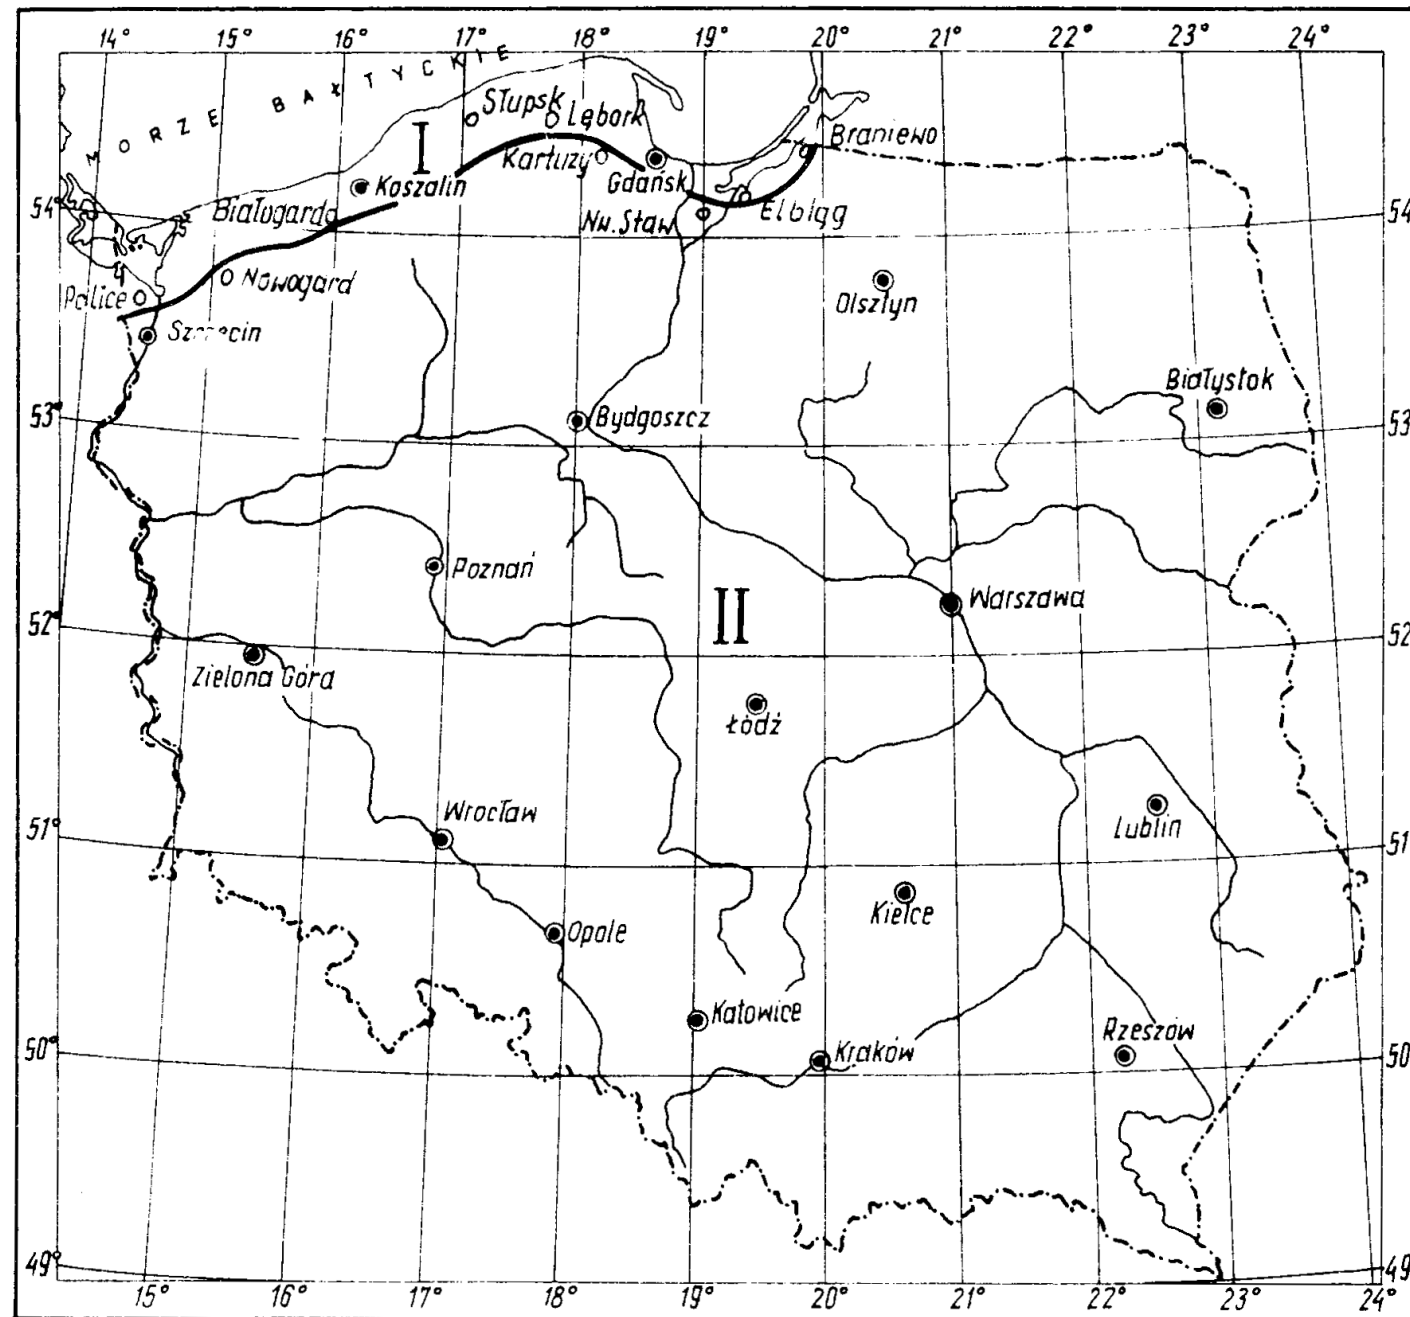 14° 15° 16° 17° 18° 19° 20° 21° 22° 23° 24°
MORZE BAŁTYCKIE
Słupsk
Lębork
I
Braniewo
Kartuzy
Koszalin
Gdańsk
54°
54
Białogard
Elbląg
Nw. Staw
Nowogard
Police
Olsztyn
Szczecin
Białystok
53°
53
Bydgoszcz
Poznań
II
Warszawa
52°
52
Zielona Góra
Łódź
Wrocław
Lublin
51°
51
Kielce
Opole
Katowice
Rzeszów
50°
50
Kraków
49°
49
15° 16° 17° 18° 19° 20° 21° 22° 23° 24°